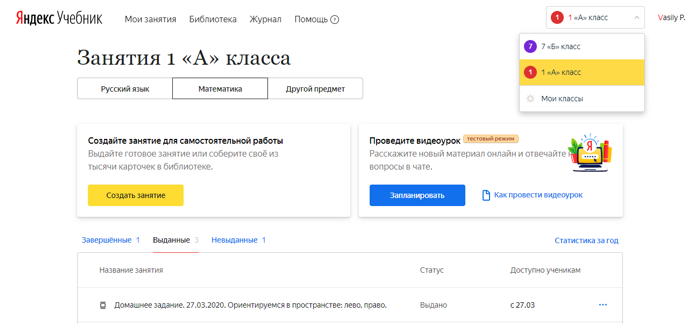 Яндекс Учебник
Мои занятия Библиотека Журнал Помощь ?
1 1 «А» класс
Vasily P.
7 7 «Б» класс
1 1 «А» класс
Мои классы
Занятия 1 «А» класса
Русский язык Математика Другой предмет
Создайте занятие для самостоятельной работы
Выдайте готовое занятие или соберите своё из
тысячи карточек в библиотеке.
Создать занятие
Проведите видеоурок тестовый режим
Расскажите новый материал онлайн и отвечайте н
вопросы в чате.
Я
Запланировать Как провести видеоурок
Завершённые 1 Выданные 3 Невыданные 1 Статистика за год
Название занятия Статус Доступно ученикам
Домашнее задание. 27.03.2020. Ориентируемся в пространстве: лево, право. Выдано с 27.03